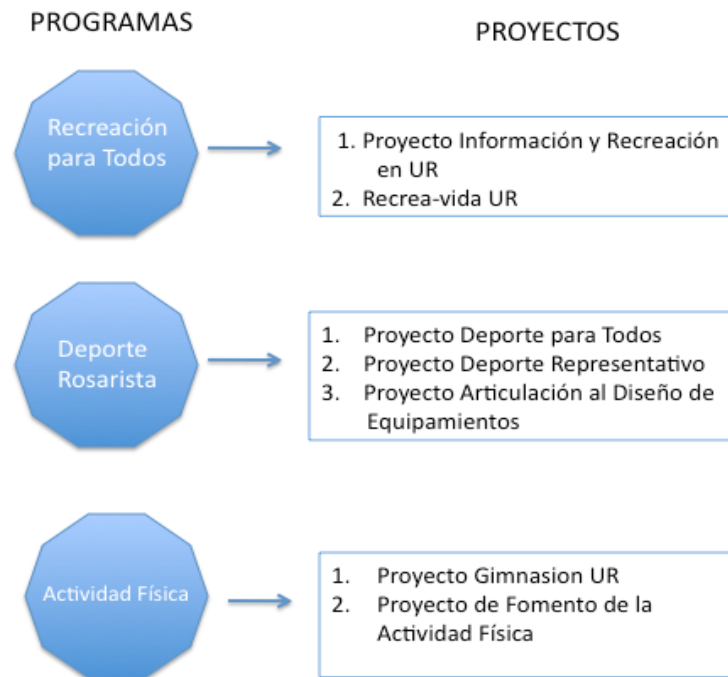 PROGRAMAS
PROYECTOS
Recreación
para Todos
1. Proyecto Información y Recreación
en UR
2. Recrea-vida UR
Deporte
Rosarista
1. Proyecto Deporte para Todos
2. Proyecto Deporte Representativo
3. Proyecto Articulación al Diseño de
Equipamientos
Actividad Física
1. Proyecto Gimnasion UR
2. Proyecto de Fomento de la
Actividad Física